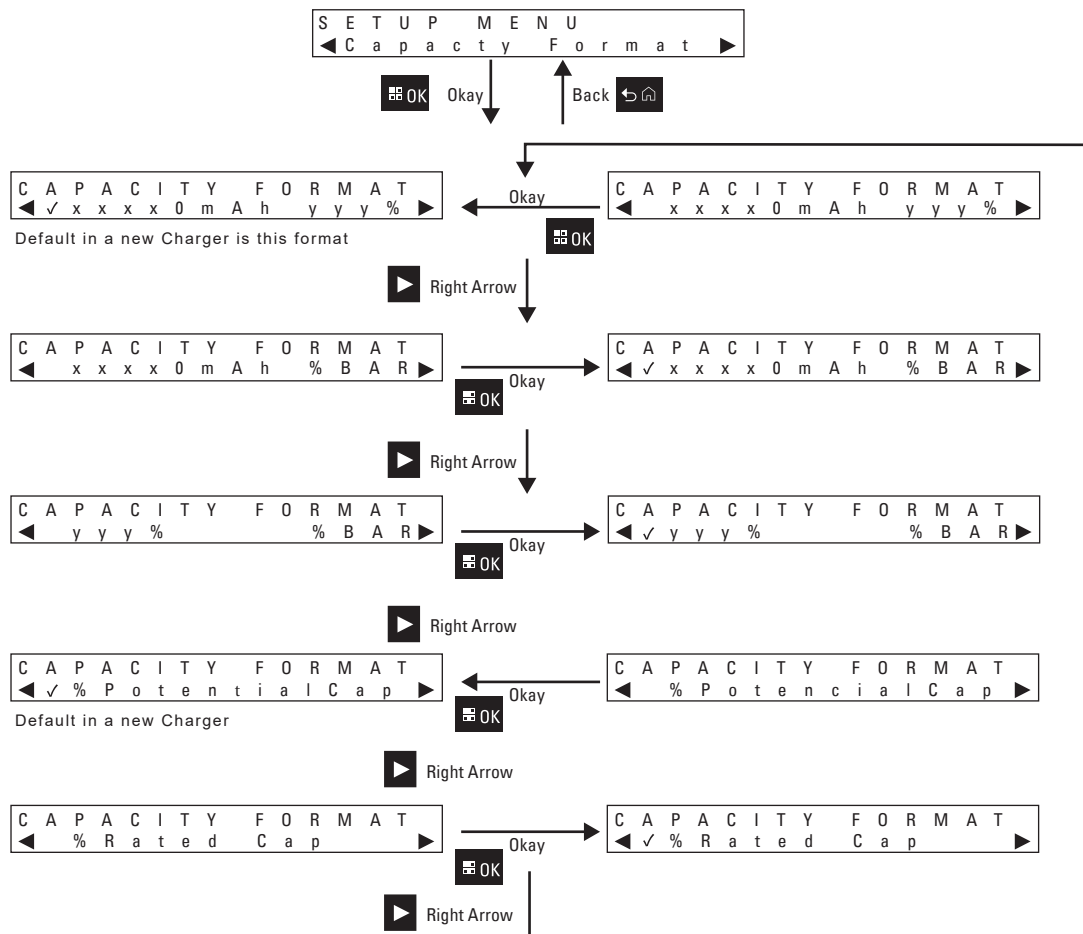 SETUP MENU
◀Capacty Format ▶
OK Okay Back
CAPACITY FORMAT
◀✓xxxx0mAh yyy%▶
Okay
CAPACITY FORMAT
◀ xxxx0mAh yyy%▶
Default in a new Charger is this format
OK
Right Arrow
CAPACITY FORMAT
◀ xxxx0mAh %BAR▶
Okay
OK
CAPACITY FORMAT
◀✓xxxx0mAh %BAR▶
Right Arrow
CAPACITY FORMAT
◀ yyy% %BAR▶
Okay
OK
CAPACITY FORMAT
◀✓yyy% %BAR▶
Right Arrow
CAPACITY FORMAT
◀✓%PotentialCap ▶
Okay
OK
CAPACITY FORMAT
◀ %PotencialCap ▶
Default in a new Charger
Right Arrow
CAPACITY FORMAT
◀ %Rated Cap ▶
Okay
OK
CAPACITY FORMAT
◀✓%Rated Cap ▶
Right Arrow